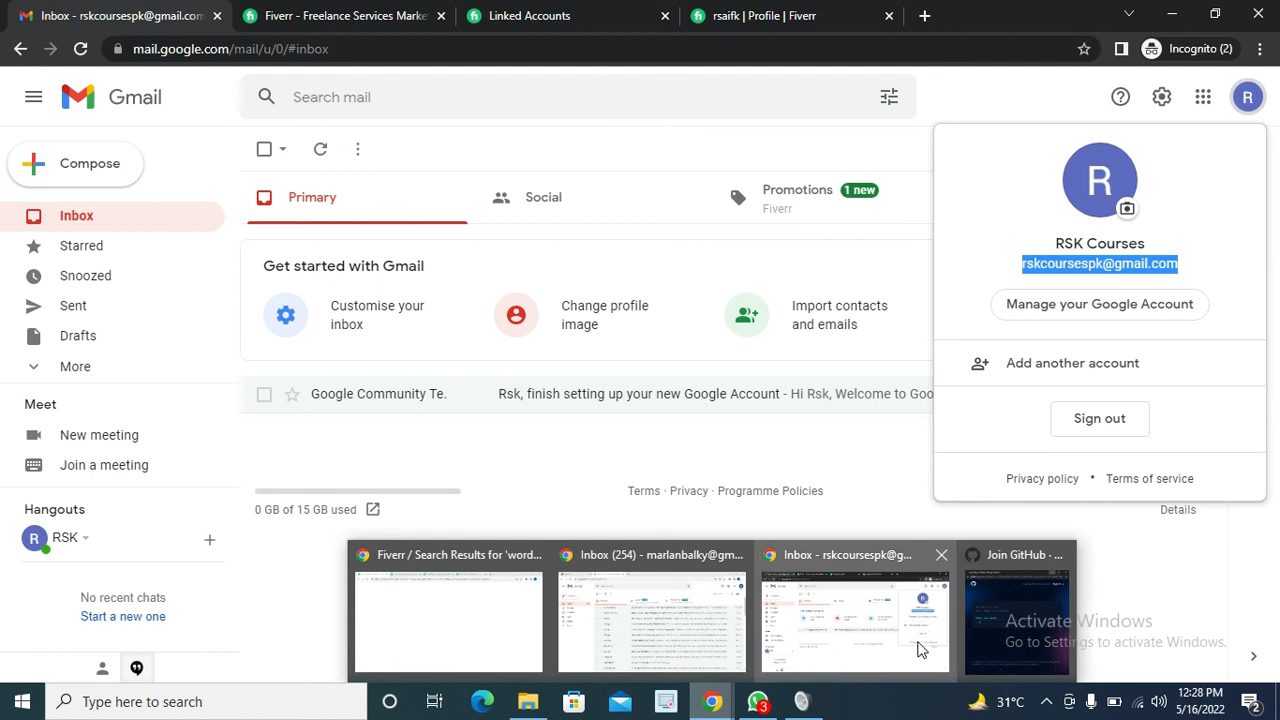 Inbox - rskcoursespk@gmail.com
Fiverr - Freelance Services Marke
Linked Accounts
rsaifk | Profile | Fiverr
mail.google.com/mail/u/0/#inbox
Incognito (2)
Gmail
Search mail
R
Compose
Primary
Social
Promotions
1 new
Fiverr
Inbox
Starred
Snoozed
Sent
Drafts
More
Get started with Gmail
Customise your
inbox
Change profile
image
Import contacts
and emails
Google Community Te.
Rsk, finish setting up your new Google Account - Hi Rsk, Welcome to Goo
R
RSK Courses
rskcoursespk@gmail.com
Manage your Google Account
Add another account
Sign out
Privacy policy • Terms of service
Meet
New meeting
Join a meeting
Terms · Privacy · Programme Policies
0 GB of 15 GB used
Details
Hangouts
R
RSK
No recent chats
Start a new one
Fiverr / Search Results for 'word...
Inbox (254) - marlanbalky@gm...
Inbox - rskcoursespk@g...
Join GitHub · ...
Activate Windows
Go to Settings to activate Windows.
Type here to search
3
31°C
12:28 PM
5/16/2022
2